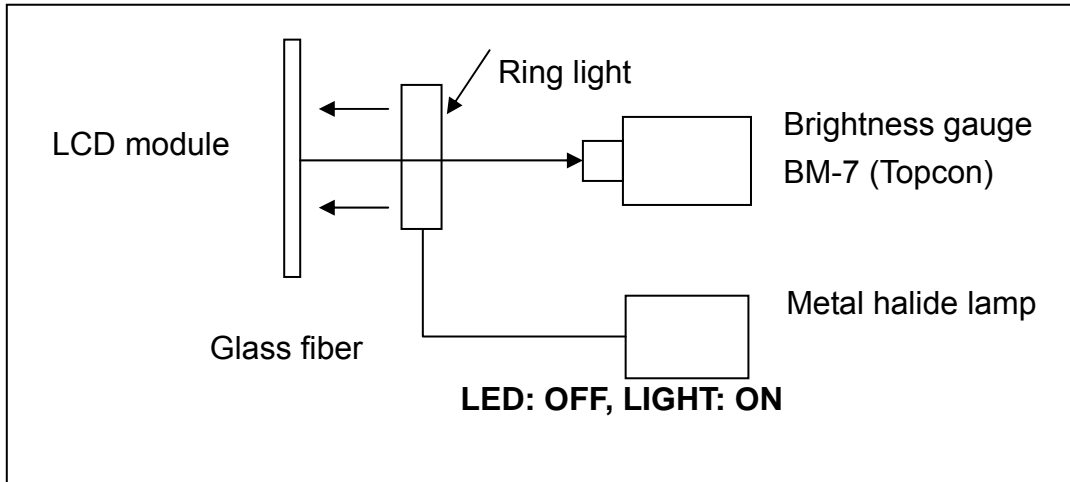 Ring light
LCD module
Brightness gauge
BM-7 (Topcon)
Metal halide lamp
Glass fiber
LED: OFF, LIGHT: ON